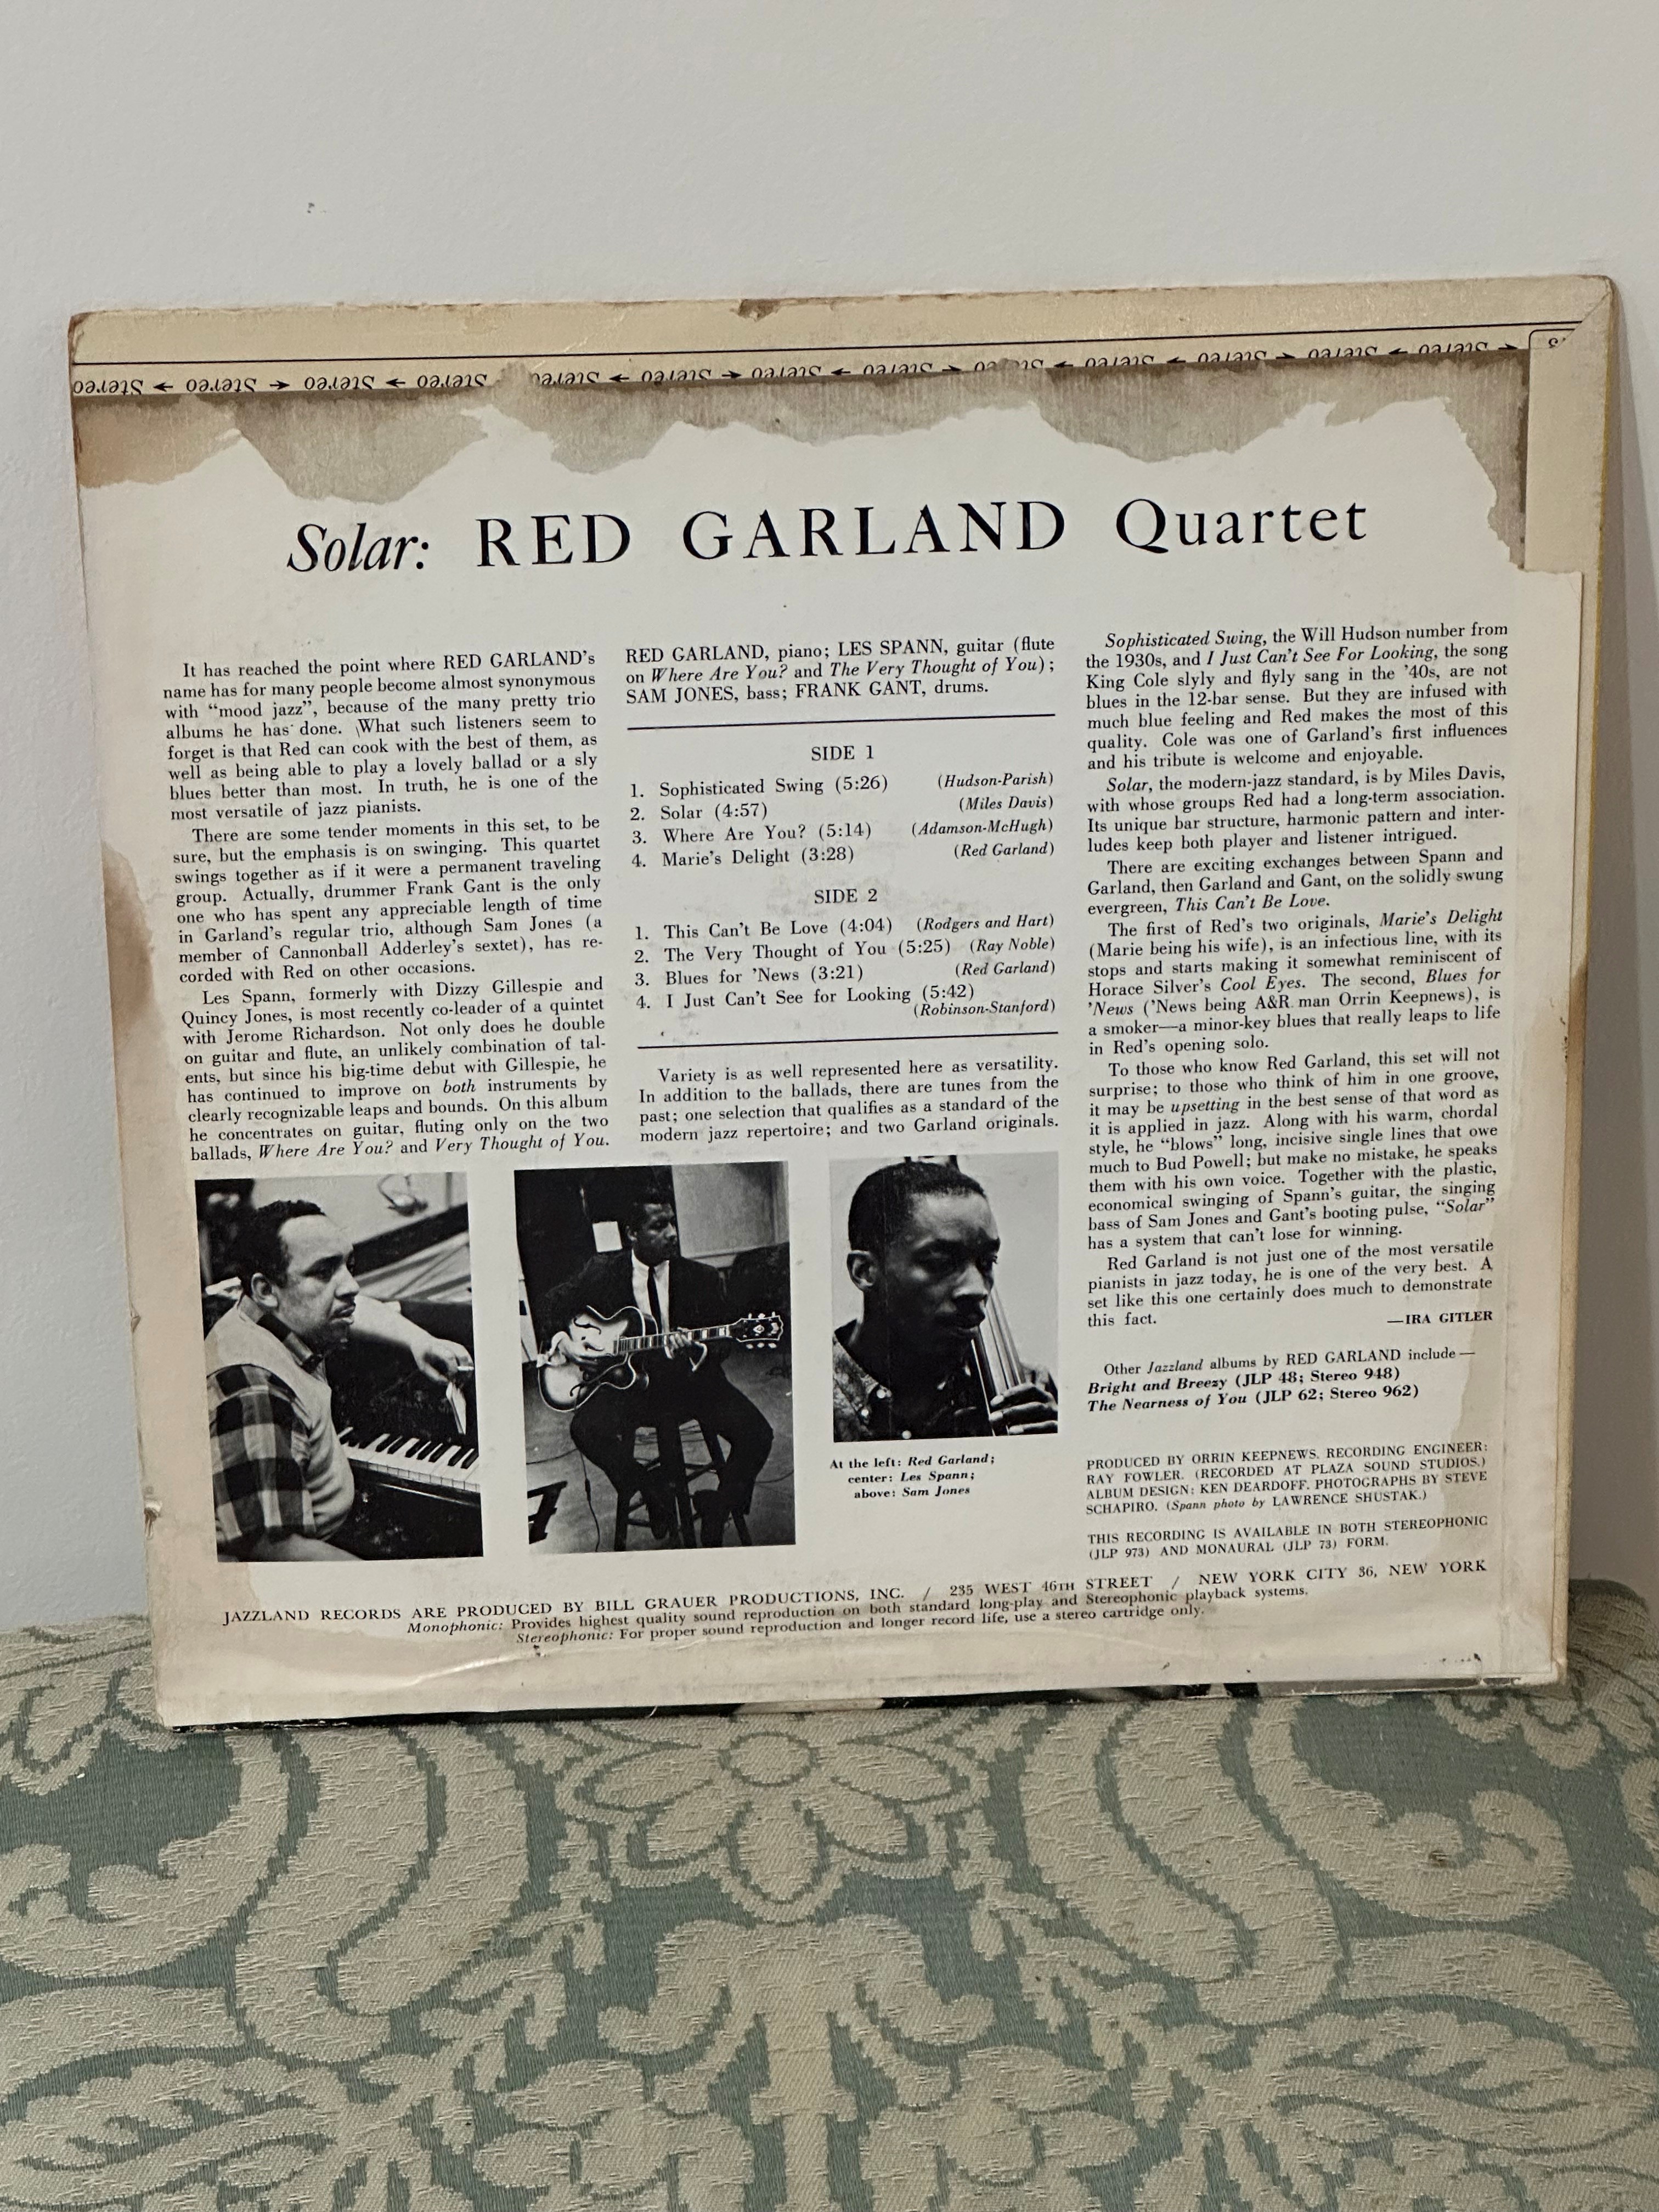 Stereo ← Stereo → Stereo ← Stereo → Stereo ← Stereo → Stereo ← Stereo → Stereo ← Stereo → Stereo ← Stereo → Stereo
Solar: RED GARLAND Quartet
It has reached the point where RED GARLAND's
name has for many people become almost synonymous
with "mood jazz", because of the many pretty trio
albums he has done. What such listeners seem to
forget is that Red can cook with the best of them, as
well as being able to play a lovely ballad or a sly
blues better than most. In truth, he is one of the
most versatile of jazz pianists.
There are some tender moments in this set, to be
sure, but the emphasis is on swinging. This quartet
swings together as if it were a permanent traveling
group. Actually, drummer Frank Gant is the only
one who has spent any appreciable length of time
in Garland's regular trio, although Sam Jones (a
member of Cannonball Adderley's sextet), has re-
corded with Red on other occasions.
Les Spann, formerly with Dizzy Gillespie and
Quincy Jones, is most recently co-leader of a quintet
with Jerome Richardson. Not only does he double
on guitar and flute, an unlikely combination of tal-
ents, but since his big-time debut with Gillespie, he
has continued to improve on both instruments by
clearly recognizable leaps and bounds. On this album
he concentrates on guitar, fluting only on the two
ballads, Where Are You? and Very Thought of You.
RED GARLAND, piano; LES SPANN, guitar (flute
on Where Are You? and The Very Thought of You);
SAM JONES, bass; FRANK GANT, drums.
SIDE 1
1. Sophisticated Swing (5:26) (Hudson-Parish)
2. Solar (4:57) (Miles Davis)
3. Where Are You? (5:14) (Adamson-McHugh)
4. Marie's Delight (3:28) (Red Garland)
SIDE 2
1. This Can't Be Love (4:04) (Rodgers and Hart)
2. The Very Thought of You (5:25) (Ray Noble)
3. Blues for 'News (3:21) (Red Garland)
4. I Just Can't See for Looking (5:42)
(Robinson-Stanford)
Variety is as well represented here as versatility.
In addition to the ballads, there are tunes from the
past; one selection that qualifies as a standard of the
modern jazz repertoire; and two Garland originals.
At the left: Red Garland;
center: Les Spann;
above: Sam Jones
Sophisticated Swing, the Will Hudson number from
the 1930s, and I Just Can't See For Looking, the song
King Cole slyly and flyly sang in the '40s, are not
blues in the 12-bar sense. But they are infused with
much blue feeling and Red makes the most of this
quality. Cole was one of Garland's first influences
and his tribute is welcome and enjoyable.
Solar, the modern-jazz standard, is by Miles Davis,
with whose groups Red had a long-term association.
Its unique bar structure, harmonic pattern and inter-
ludes keep both player and listener intrigued.
There are exciting exchanges between Spann and
Garland, then Garland and Gant, on the solidly swung
evergreen, This Can't Be Love.
The first of Red's two originals, Marie's Delight
(Marie being his wife), is an infectious line, with its
stops and starts making it somewhat reminiscent of
Horace Silver's Cool Eyes. The second, Blues for
'News ('News being A&R man Orrin Keepnews), is
a smoker—a minor-key blues that really leaps to life
in Red's opening solo.
To those who know Red Garland, this set will not
surprise; to those who think of him in one groove,
it may be upsetting in the best sense of that word as
it is applied in jazz. Along with his warm, chordal
style, he "blows" long, incisive single lines that owe
much to Bud Powell; but make no mistake, he speaks
them with his own voice. Together with the plastic,
economical swinging of Spann's guitar, the singing
bass of Sam Jones and Gant's booting pulse, "Solar"
has a system that can't lose for winning.
Red Garland is not just one of the most versatile
pianists in jazz today, he is one of the very best. A
set like this one certainly does much to demonstrate
this fact. —IRA GITLER
Other Jazzland albums by RED GARLAND include—
Bright and Breezy (JLP 48; Stereo 948)
The Nearness of You (JLP 62; Stereo 962)
PRODUCED BY ORRIN KEEPNEWS. RECORDING ENGINEER:
RAY FOWLER. (RECORDED AT PLAZA SOUND STUDIOS.)
ALBUM DESIGN: KEN DEARDOFF. PHOTOGRAPHS BY STEVE
SCHAPIRO. (Spann photo by LAWRENCE SHUSTAK.)
THIS RECORDING IS AVAILABLE IN BOTH STEREOPHONIC
(JLP 973) AND MONAURAL (JLP 73) FORM.
JAZZLAND RECORDS ARE PRODUCED BY BILL GRAUER PRODUCTIONS, INC. / 235 WEST 46TH STREET / NEW YORK CITY 36, NEW YORK
Monophonic: Provides highest quality sound reproduction on both standard long-play and Stereophonic playback systems.
Stereophonic: For proper sound reproduction and longer record life, use a stereo cartridge only.